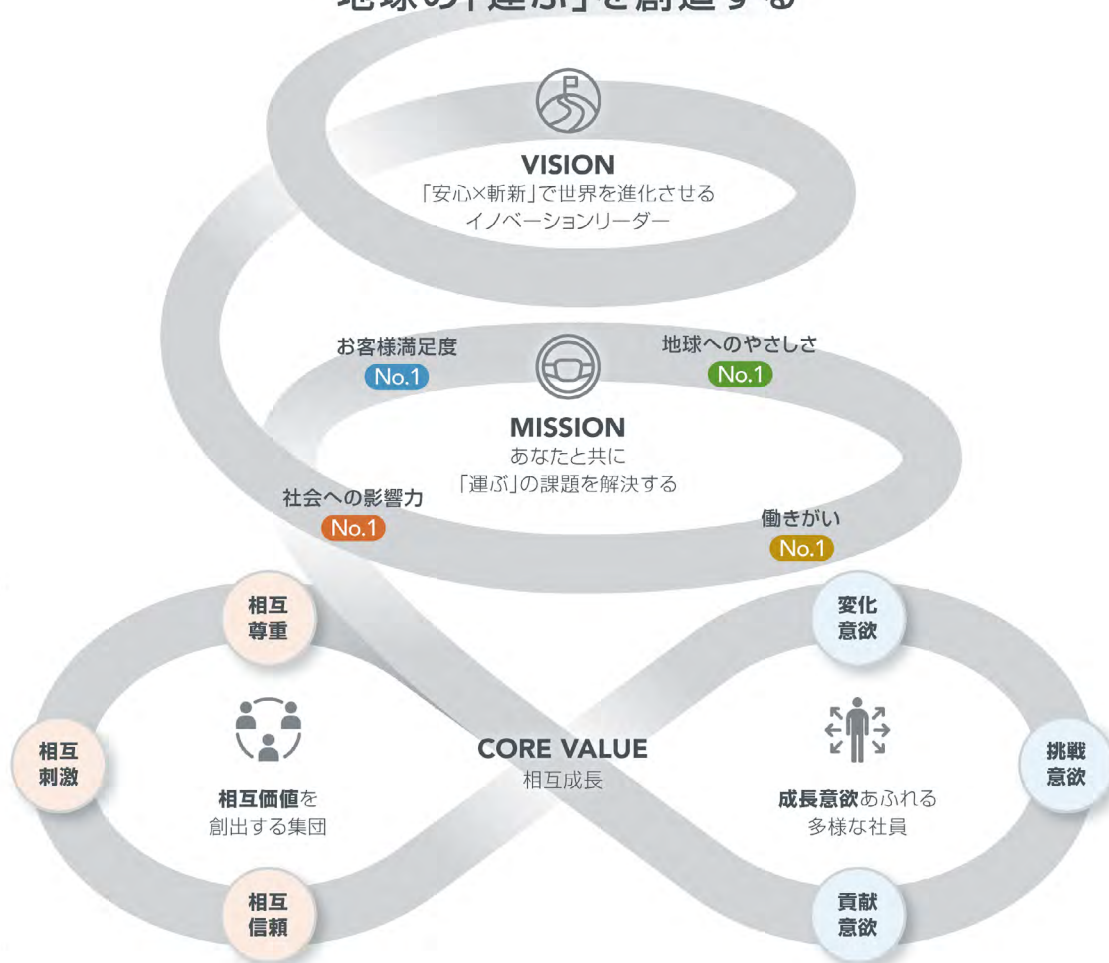 地球の「運ぶ」を創造する
VISION
「安心×斬新」で世界を進化させる
イノベーションリーダー
お客様満足度
No.1
地球へのやさしさ
No.1
MISSION
あなたと共に
「運ぶ」の課題を解決する
社会への影響力
No.1
働きがい
No.1
相互
尊重
変化
意欲
相互
刺激
相互価値を
創出する集団
CORE VALUE
相互成長
成長意欲あふれる
多様な社員
挑戦
意欲
相互
信頼
貢献
意欲